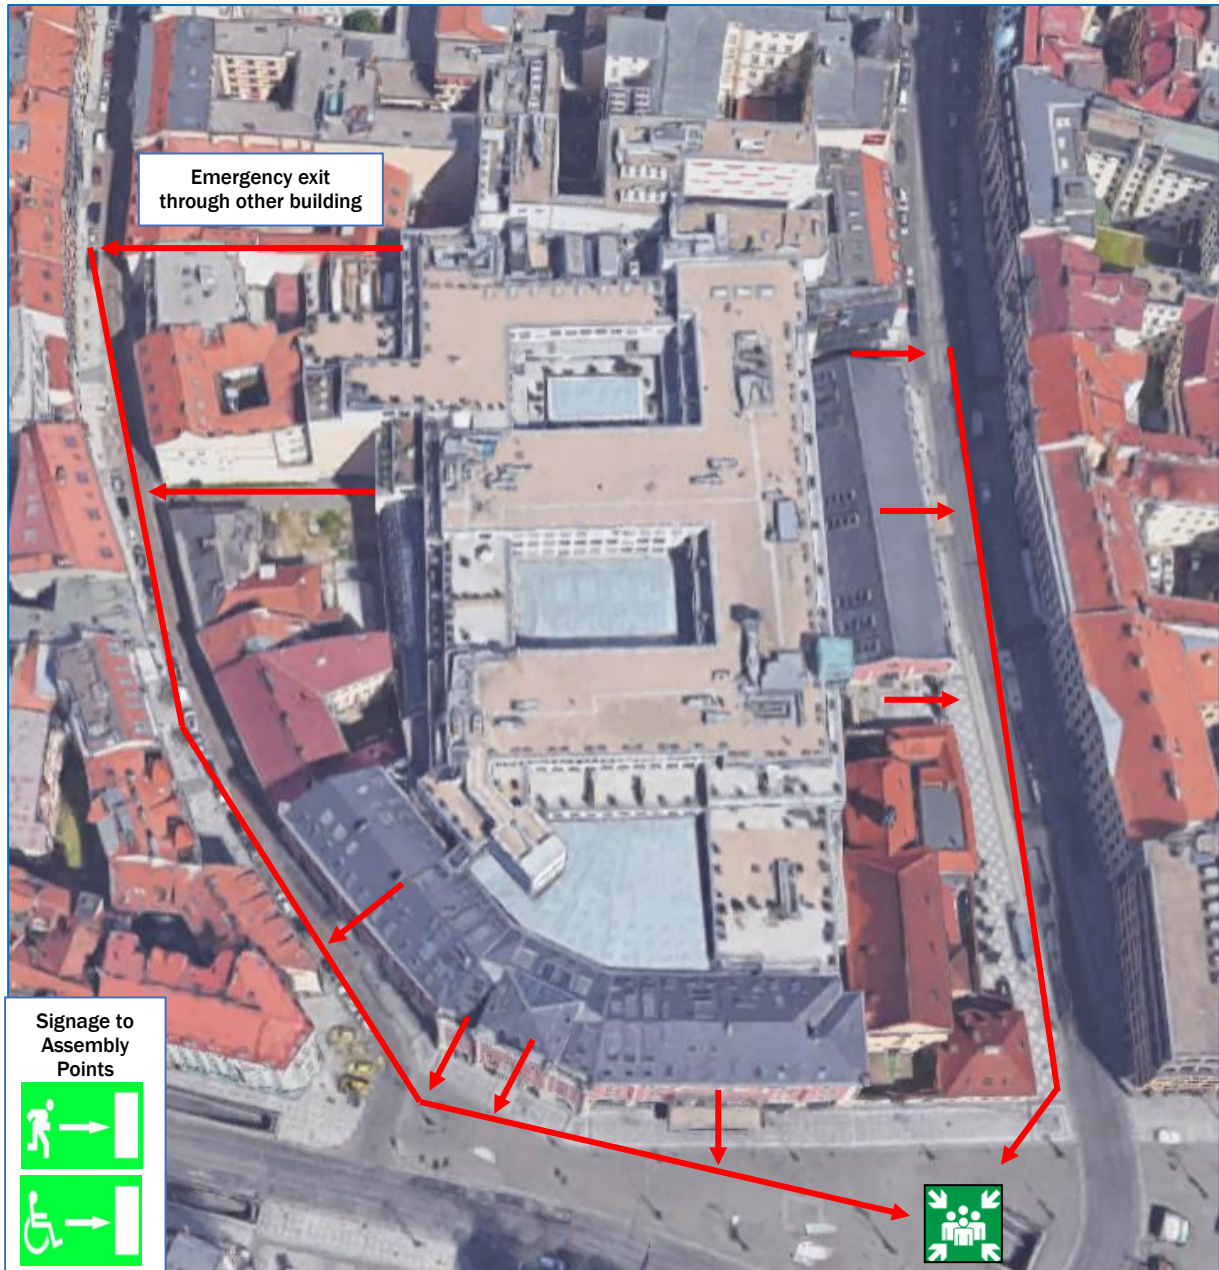 Emergency exit
through other building
Signage to
Assembly
Points